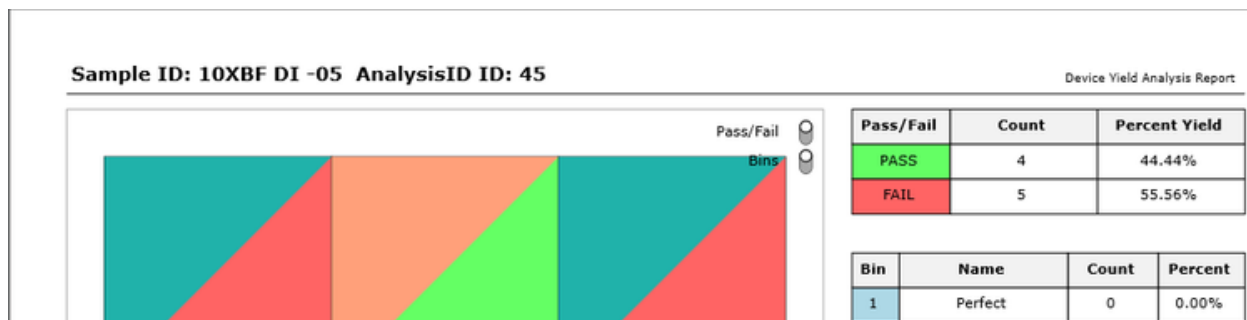 Sample ID: 10XBF DI -05 AnalysisID ID: 45
Device Yield Analysis Report
Pass/Fail
Bins
Pass/Fail Count Percent Yield
PASS 4 44.44%
FAIL 5 55.56%
Bin Name Count Percent
1 Perfect 0 0.00%